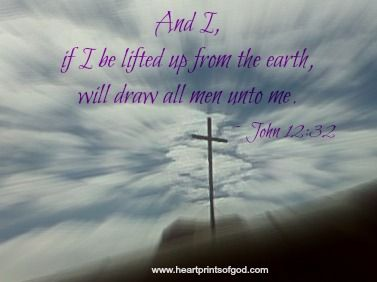 And I,
if I be lifted up from the earth,
will draw all men unto me.
~ John 12:32
www.heartprintsofgod.com